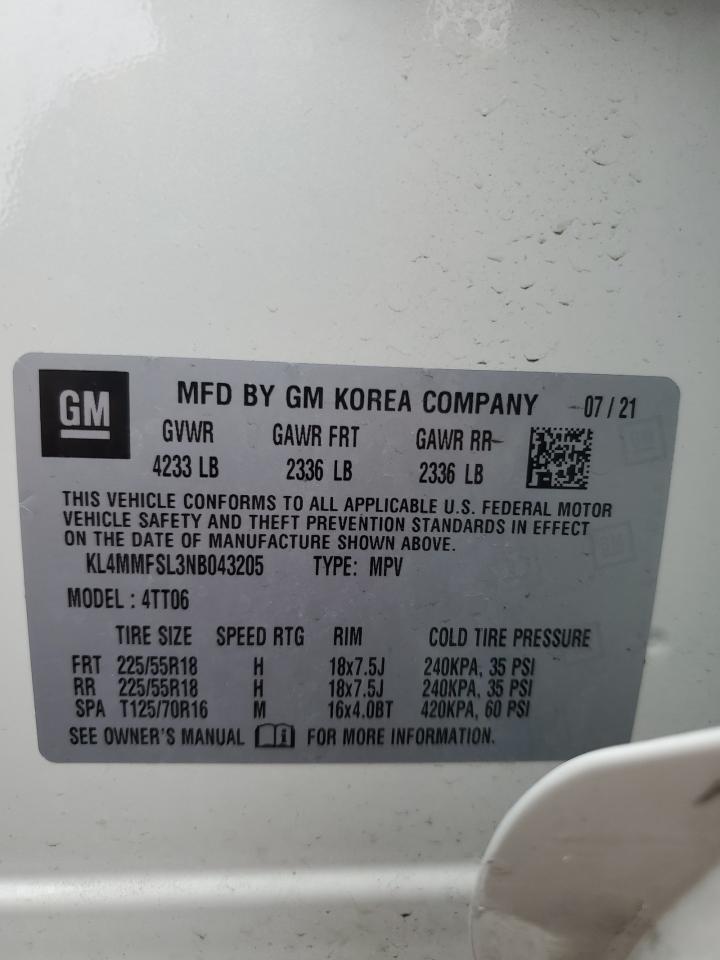 GM MFD BY GM KOREA COMPANY 07/21
GVWR GAWR FRT GAWR RR
4233 LB 2336 LB 2336 LB
THIS VEHICLE CONFORMS TO ALL APPLICABLE U.S. FEDERAL MOTOR
VEHICLE SAFETY AND THEFT PREVENTION STANDARDS IN EFFECT
ON THE DATE OF MANUFACTURE SHOWN ABOVE.
KL4MMFSL3NB043205 TYPE: MPV
MODEL : 4TT06
TIRE SIZE SPEED RTG RIM COLD TIRE PRESSURE
FRT 225/55R18 H 18x7.5J 240KPA, 35 PSI
RR 225/55R18 H 18x7.5J 240KPA, 35 PSI
SPA T125/70R16 M 16x4.0BT 420KPA, 60 PSI
SEE OWNER'S MANUAL i FOR MORE INFORMATION.